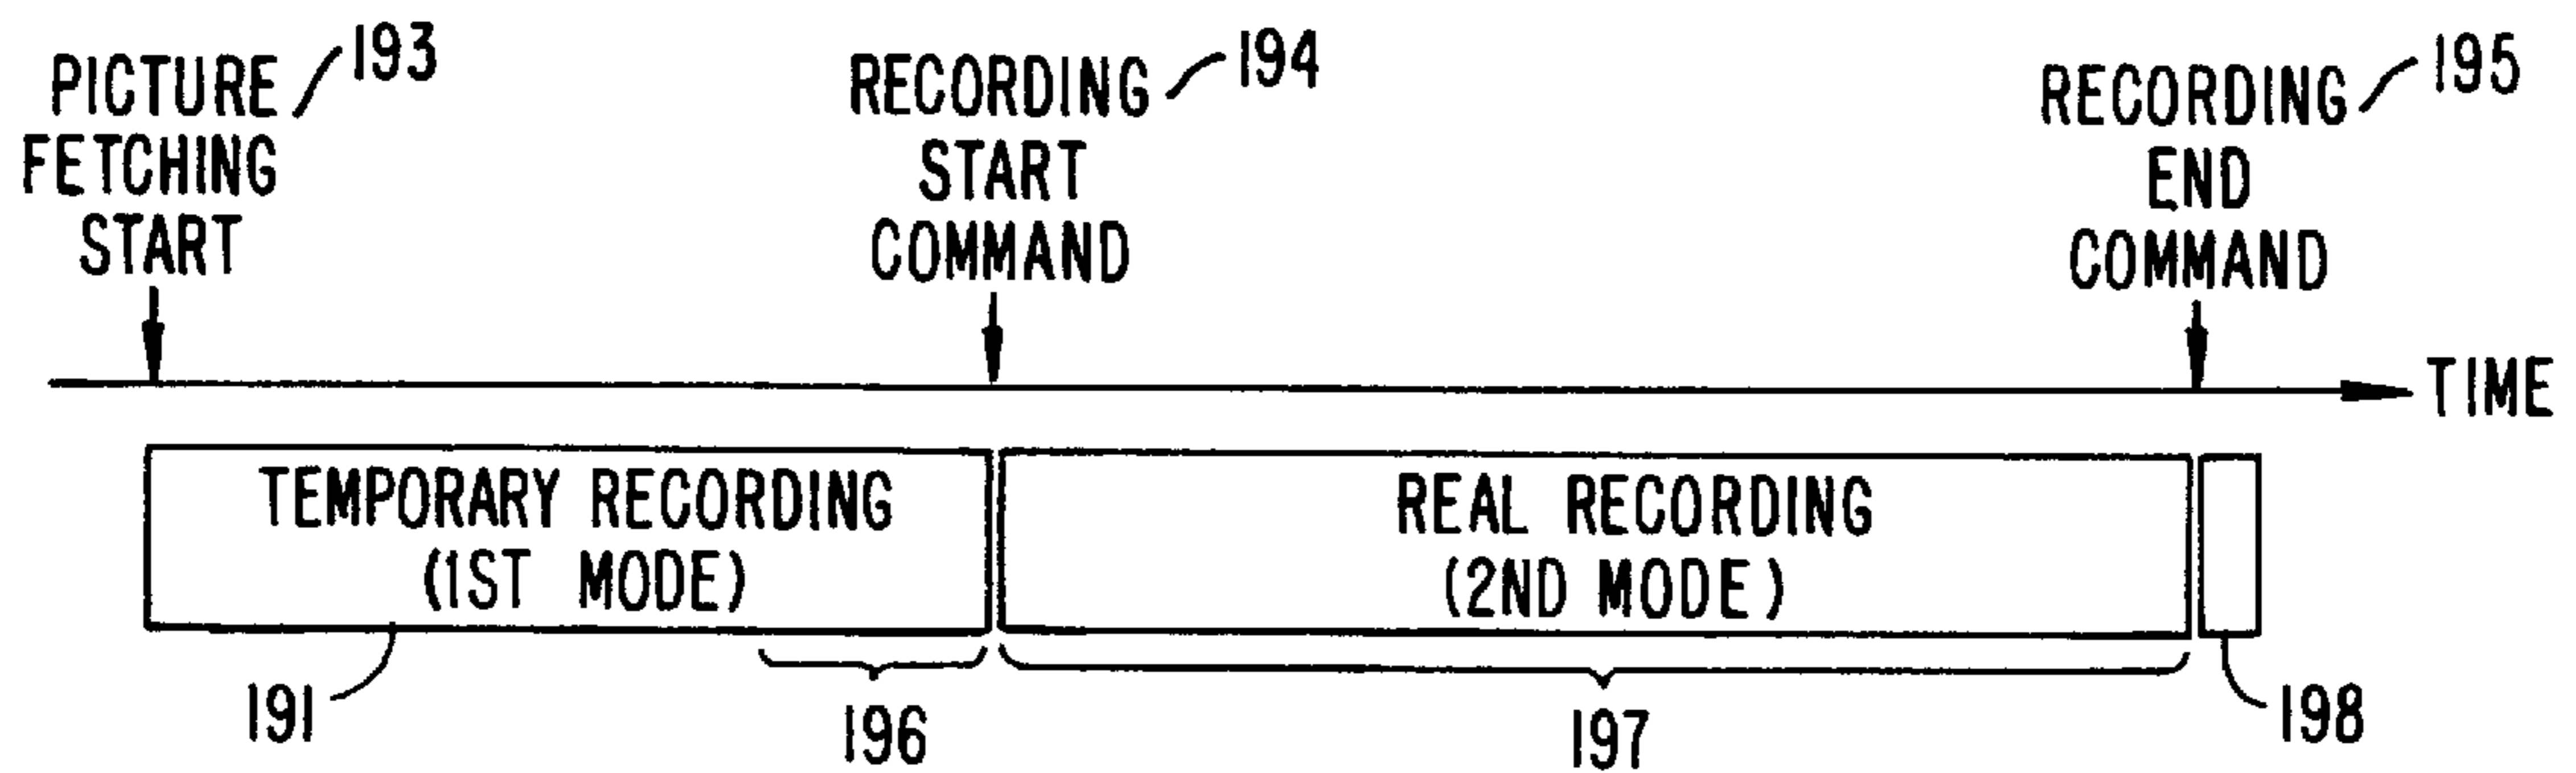 PICTURE 193
FETCHING
START
RECORDING 194
START
COMMAND
RECORDING 195
END
COMMAND
TIME
TEMPORARY RECORDING
(1ST MODE)
REAL RECORDING
(2ND MODE)
191
196
197
198